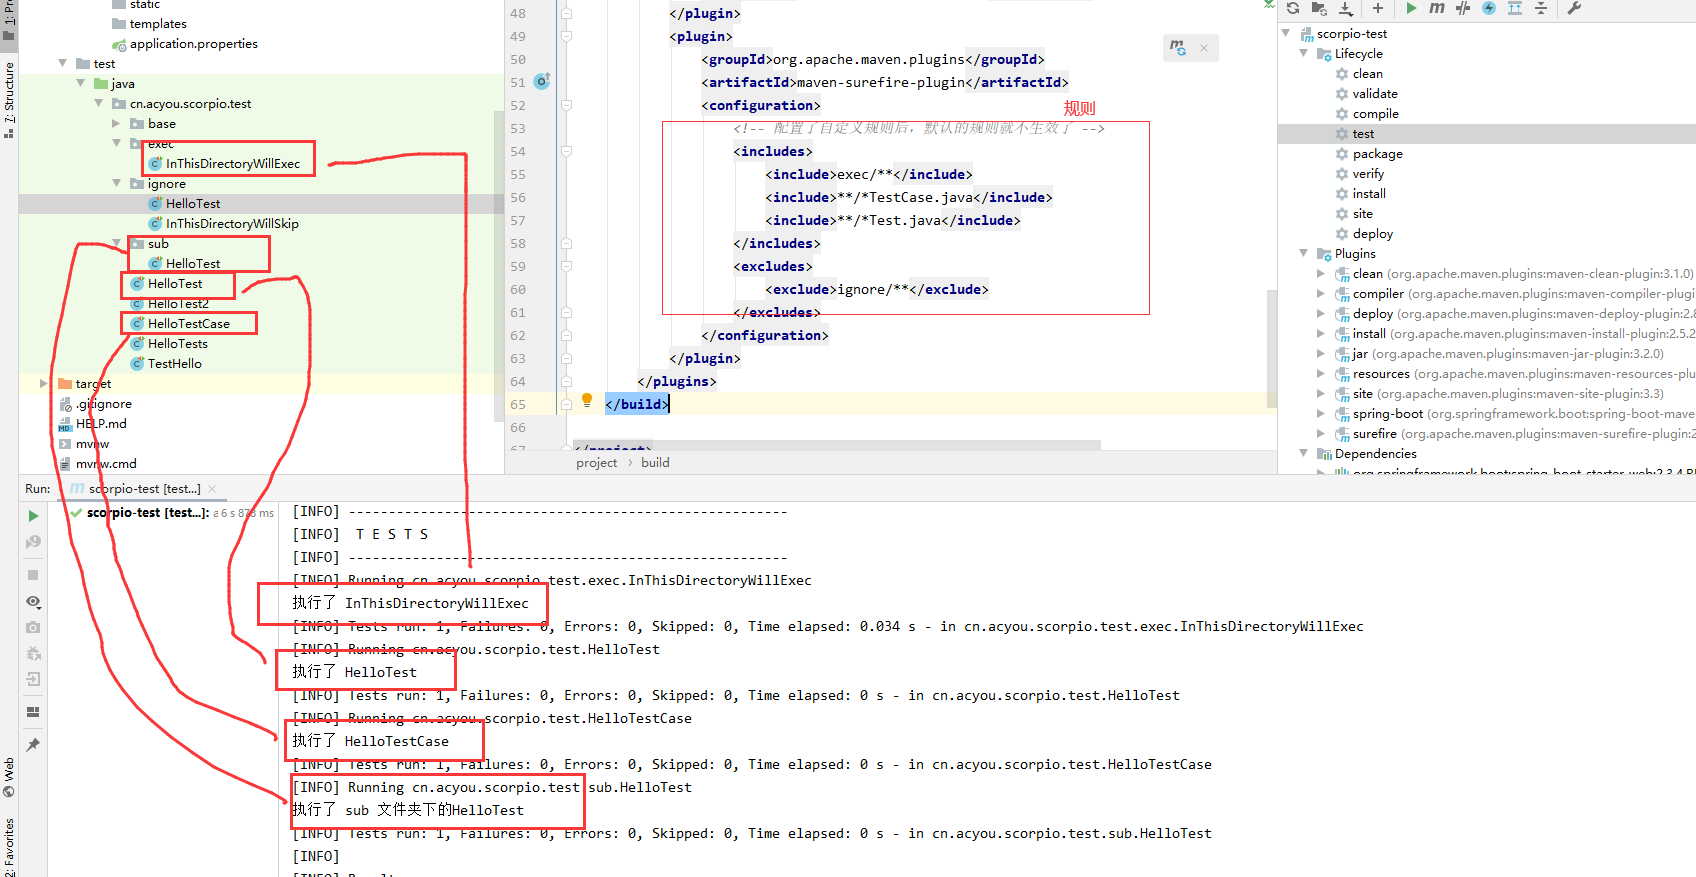 static
templates
application.properties
test
java
cn.acyou.scorpio.test
base
exec
InThisDirectoryWillExec
ignore
HelloTest
InThisDirectoryWillSkip
sub
HelloTest
HelloTest
HelloTest2
HelloTestCase
HelloTests
TestHello
target
.gitignore
HELP.md
mvnw
mvnw.cmd
7: Structure
Web
2: Favorites
48 </plugin>
49 <plugin>
50 <groupId>org.apache.maven.plugins</groupId>
51 <artifactId>maven-surefire-plugin</artifactId>
52 <configuration>
规则
53 <!-- 配置了自定义规则后，默认的规则就不生效了 -->
54 <includes>
55 <include>exec/**</include>
56 <include>**/*TestCase.java</include>
57 <include>**/*Test.java</include>
58 </includes>
59 <excludes>
60 <exclude>ignore/**</exclude>
61 </excludes>
62 </configuration>
63 </plugin>
64 </plugins>
65 </build>
66
67 </project>
project › build
scorpio-test
Lifecycle
clean
validate
compile
test
package
verify
install
site
deploy
Plugins
clean (org.apache.maven.plugins:maven-clean-plugin:3.1.0)
compiler (org.apache.maven.plugins:maven-compiler-plugin
deploy (org.apache.maven.plugins:maven-deploy-plugin:2.8
install (org.apache.maven.plugins:maven-install-plugin:2.5.2
jar (org.apache.maven.plugins:maven-jar-plugin:3.2.0)
resources (org.apache.maven.plugins:maven-resources-plu
site (org.apache.maven.plugins:maven-site-plugin:3.3)
spring-boot (org.springframework.boot:spring-boot-mave
surefire (org.apache.maven.plugins:maven-surefire-plugin:2
Dependencies
org.springframework.boot:spring-boot-starter-web:2.3.4.RE
Run: scorpio-test [test...] ×
scorpio-test [test...]: a 6 s 878 ms
[INFO] -------------------------------------------------------
[INFO] T E S T S
[INFO] -------------------------------------------------------
[INFO] Running cn.acyou.scorpio.test.exec.InThisDirectoryWillExec
执行了 InThisDirectoryWillExec
[INFO] Tests run: 1, Failures: 0, Errors: 0, Skipped: 0, Time elapsed: 0.034 s - in cn.acyou.scorpio.test.exec.InThisDirectoryWillExec
[INFO] Running cn.acyou.scorpio.test.HelloTest
执行了 HelloTest
[INFO] Tests run: 1, Failures: 0, Errors: 0, Skipped: 0, Time elapsed: 0 s - in cn.acyou.scorpio.test.HelloTest
[INFO] Running cn.acyou.scorpio.test.HelloTestCase
执行了 HelloTestCase
[INFO] Tests run: 1, Failures: 0, Errors: 0, Skipped: 0, Time elapsed: 0 s - in cn.acyou.scorpio.test.HelloTestCase
[INFO] Running cn.acyou.scorpio.test.sub.HelloTest
执行了 sub 文件夹下的HelloTest
[INFO] Tests run: 1, Failures: 0, Errors: 0, Skipped: 0, Time elapsed: 0 s - in cn.acyou.scorpio.test.sub.HelloTest
[INFO]